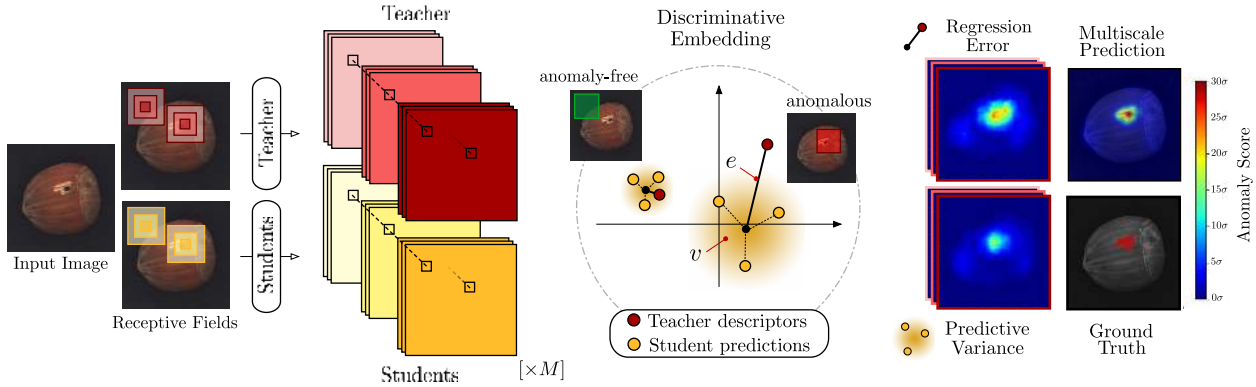 Teacher
Discriminative
Embedding
Regression
Error
Multiscale
Prediction
anomaly-free
anomalous
Teacher
Students
Input Image
Receptive Fields
e
v
Teacher descriptors
Student predictions
Students
[×M]
Predictive
Variance
Ground
Truth
30σ
25σ
20σ
15σ
10σ
5σ
0σ
Anomaly Score